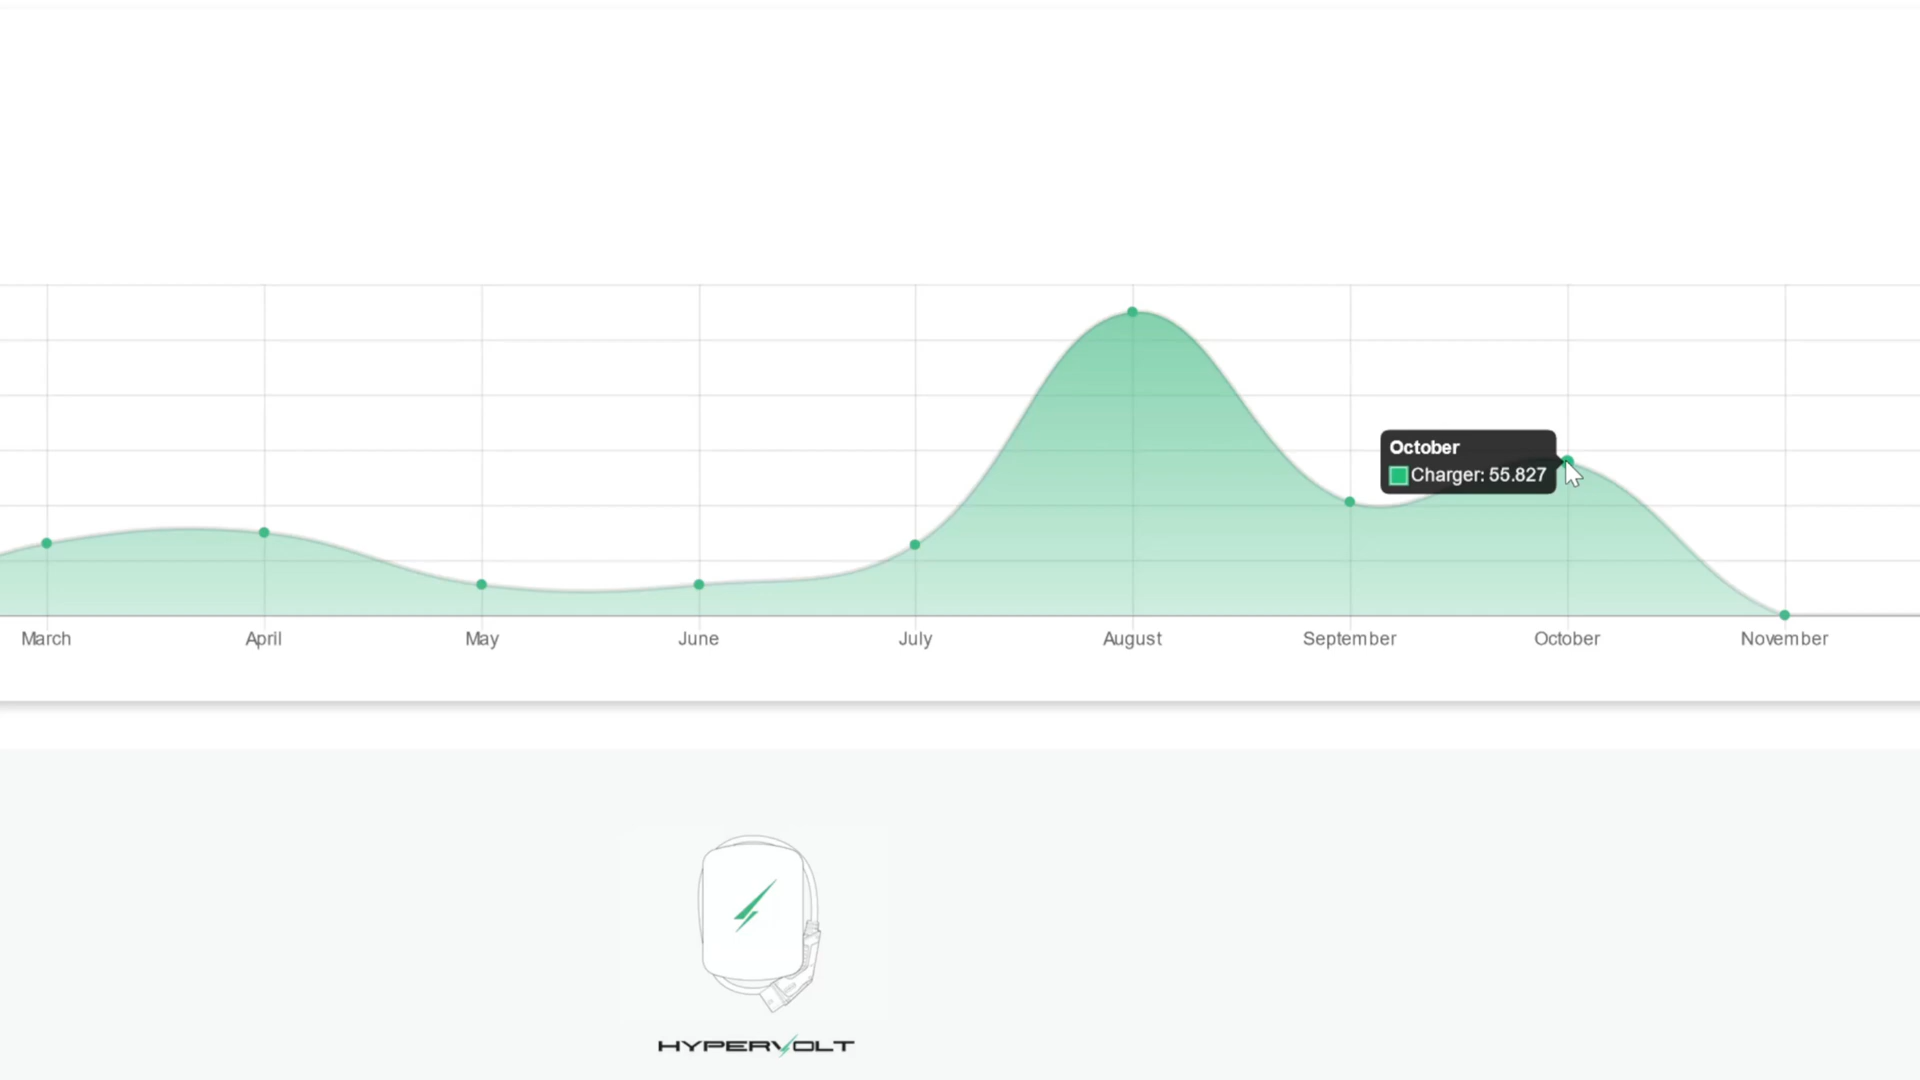 October
Charger: 55.827
March
April
May
June
July
August
September
October
November
HYPERVOLT